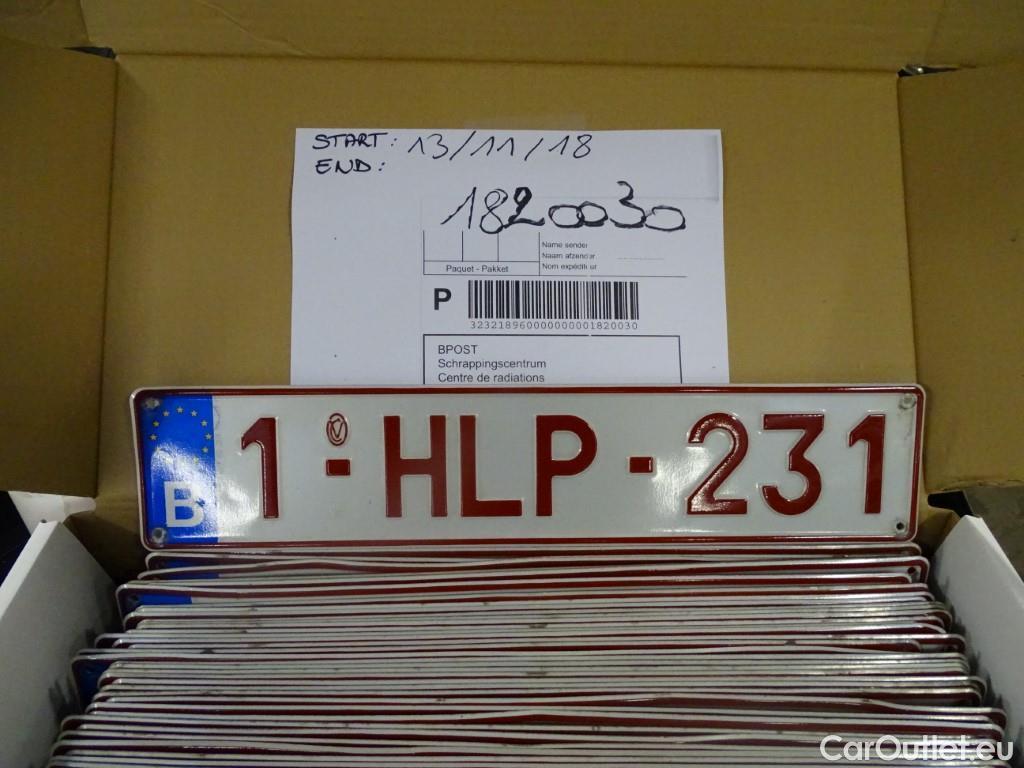 START: 13/11/18
END:
1820030
Name sender
Naam afzender
Nom expéditeur
Paquet - Pakket
P
323218960000000001820030
BPOST
Schrappingscentrum
Centre de radiations
B 1-HLP-231
CarOutlet.eu